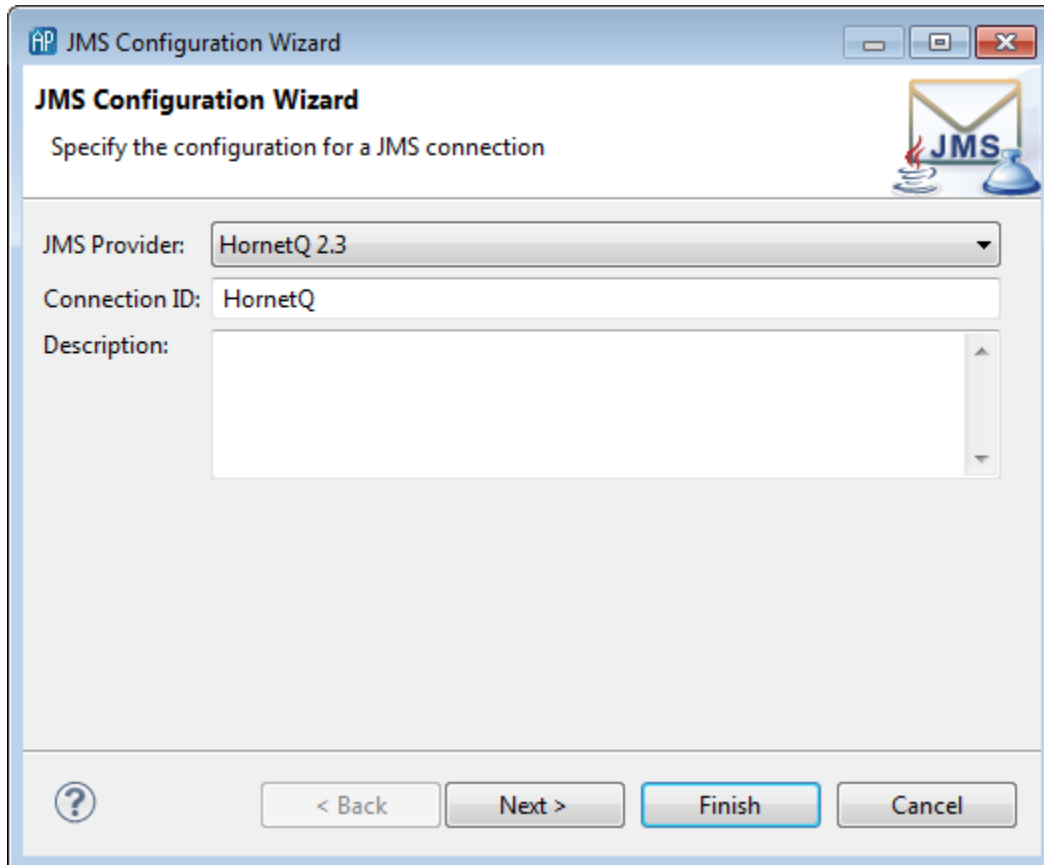 AP JMS Configuration Wizard
JMS Configuration Wizard
Specify the configuration for a JMS connection
JMS
JMS Provider: HornetQ 2.3
Connection ID: HornetQ
Description:
? < Back Next > Finish Cancel